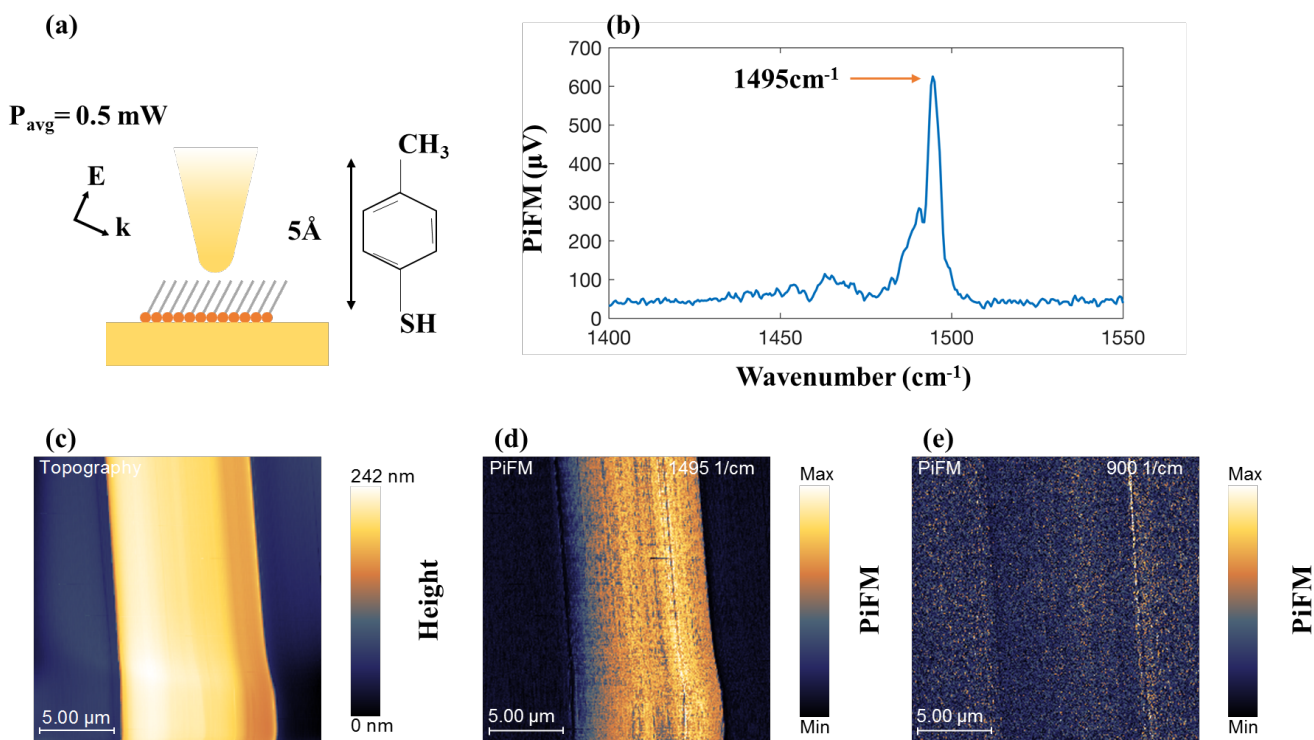 (a)
P_avg= 0.5 mW
E
k
5Å
CH₃
SH
(b)
1495cm⁻¹
PiFM (μV)
700
600
500
400
300
200
100
0
1400
1450
1500
1550
Wavenumber (cm⁻¹)
(c)
Topography
5.00 μm
242 nm
0 nm
Height
(d)
PiFM 1495 1/cm
5.00 μm
Max
Min
PiFM
(e)
PiFM 900 1/cm
5.00 μm
Max
Min
PiFM